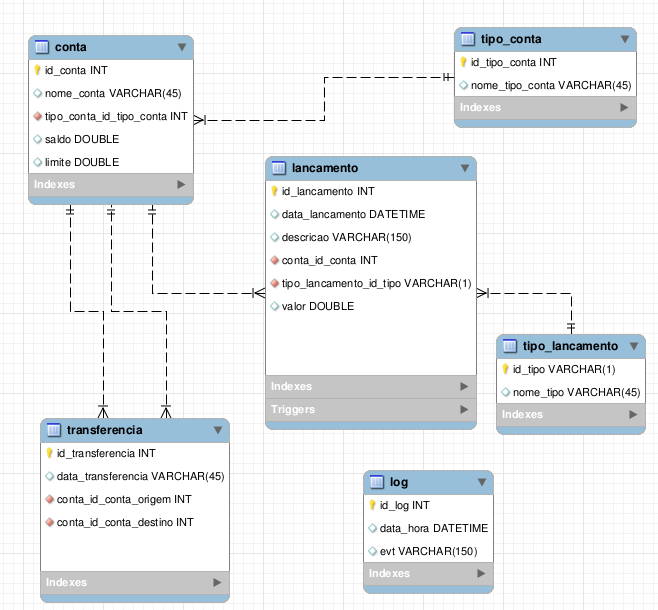 conta
id_conta INT
nome_conta VARCHAR(45)
tipo_conta_id_tipo_conta INT
saldo DOUBLE
limite DOUBLE
Indexes
tipo_conta
id_tipo_conta INT
nome_tipo_conta VARCHAR(45)
Indexes
lancamento
id_lancamento INT
data_lancamento DATETIME
descricao VARCHAR(150)
conta_id_conta INT
tipo_lancamento_id_tipo VARCHAR(1)
valor DOUBLE
Indexes
Triggers
tipo_lancamento
id_tipo VARCHAR(1)
nome_tipo VARCHAR(45)
Indexes
transferencia
id_transferencia INT
data_transferencia VARCHAR(45)
conta_id_conta_origem INT
conta_id_conta_destino INT
Indexes
log
id_log INT
data_hora DATETIME
evt VARCHAR(150)
Indexes